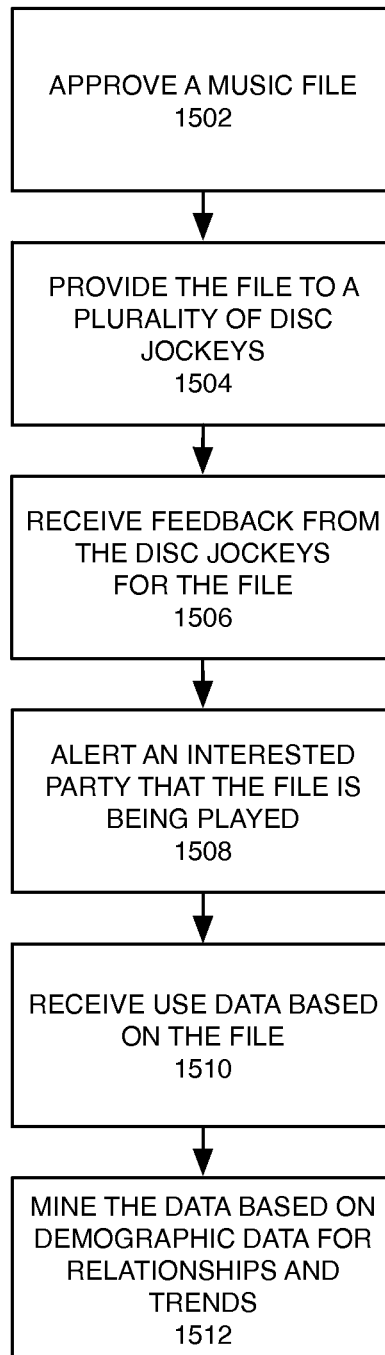 APPROVE A MUSIC FILE
1502
PROVIDE THE FILE TO A
PLURALITY OF DISC
JOCKEYS
1504
RECEIVE FEEDBACK FROM
THE DISC JOCKEYS
FOR THE FILE
1506
ALERT AN INTERESTED
PARTY THAT THE FILE IS
BEING PLAYED
1508
RECEIVE USE DATA BASED
ON THE FILE
1510
MINE THE DATA BASED ON
DEMOGRAPHIC DATA FOR
RELATIONSHIPS AND
TRENDS
1512